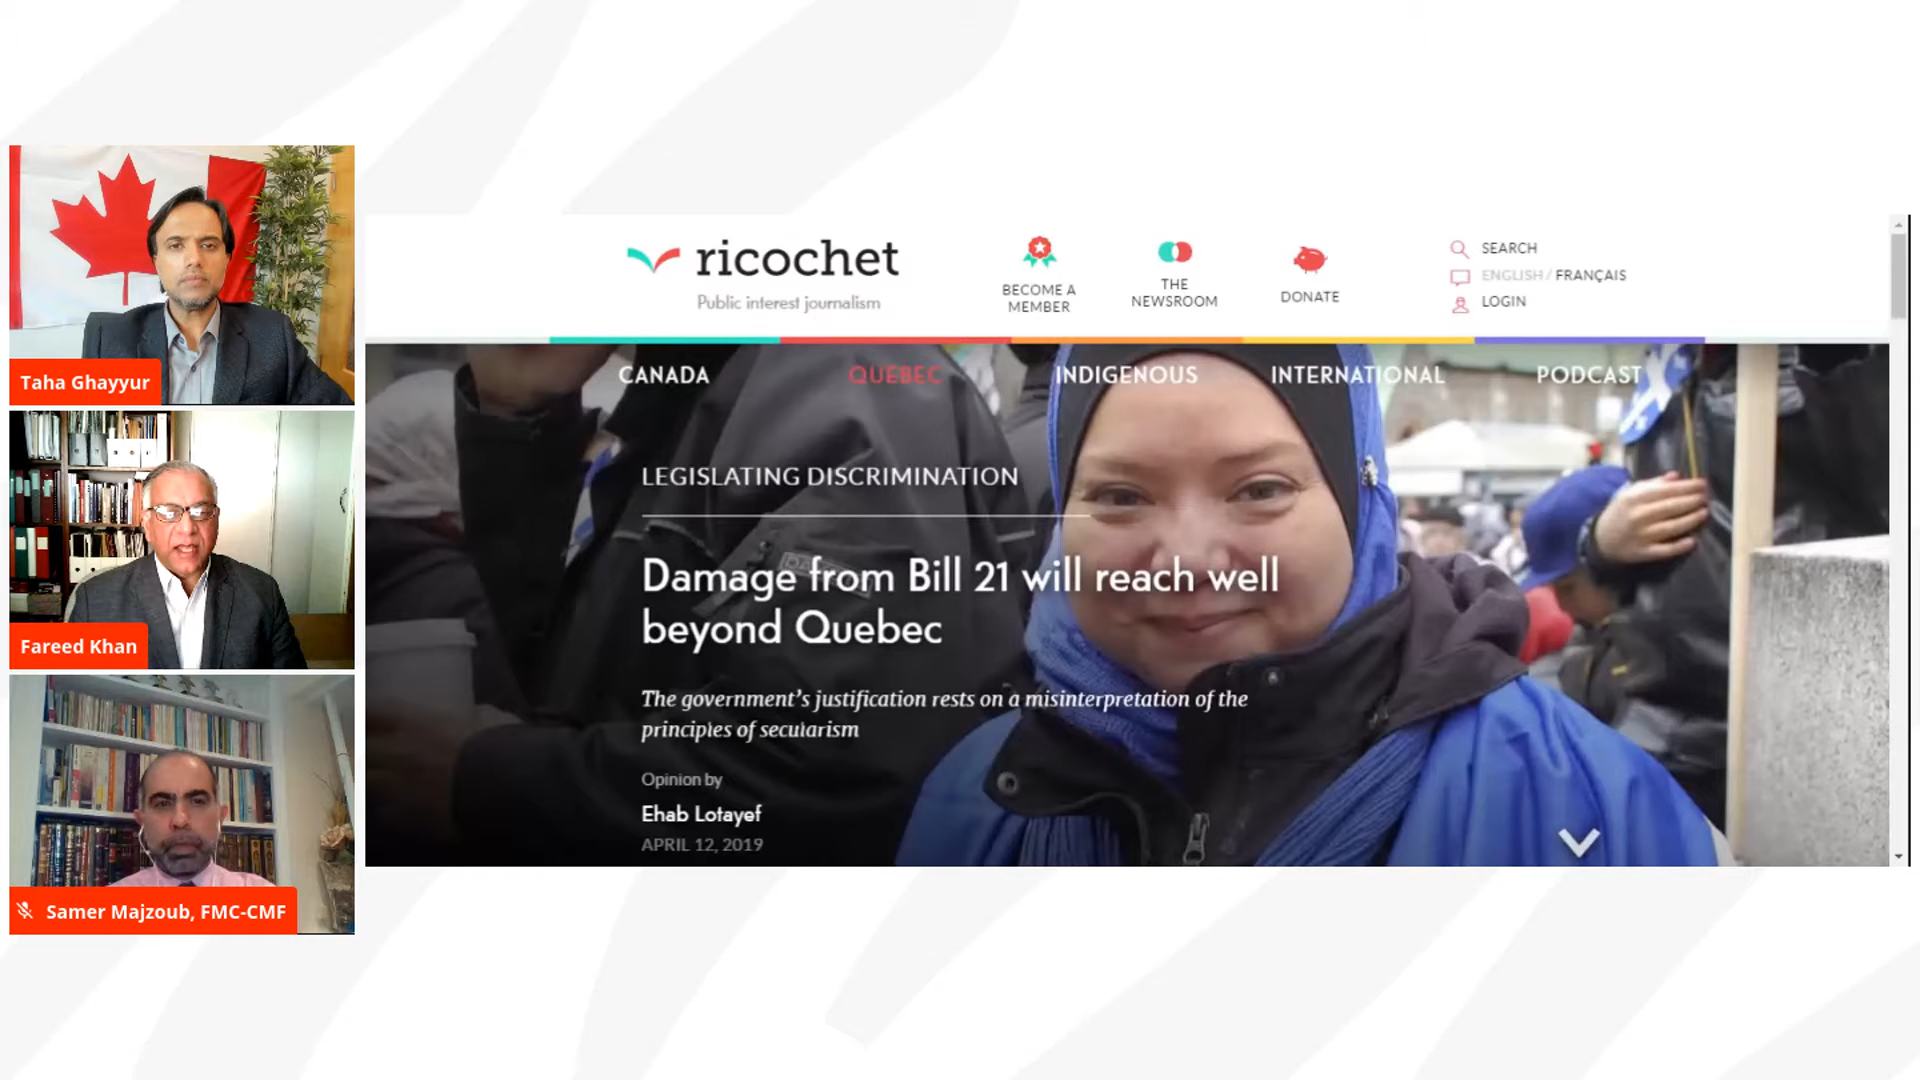 Taha Ghayyur
Fareed Khan
Samer Majzoub, FMC-CMF
ricochet
Public interest journalism
BECOME A
MEMBER
THE
NEWSROOM
DONATE
SEARCH
ENGLISH / FRANÇAIS
LOGIN
CANADA
QUEBEC
INDIGENOUS
INTERNATIONAL
PODCAST
LEGISLATING DISCRIMINATION
Damage from Bill 21 will reach well
beyond Quebec
The government's justification rests on a misinterpretation of the
principles of secularism
Opinion by
Ehab Lotayef
APRIL 12, 2019